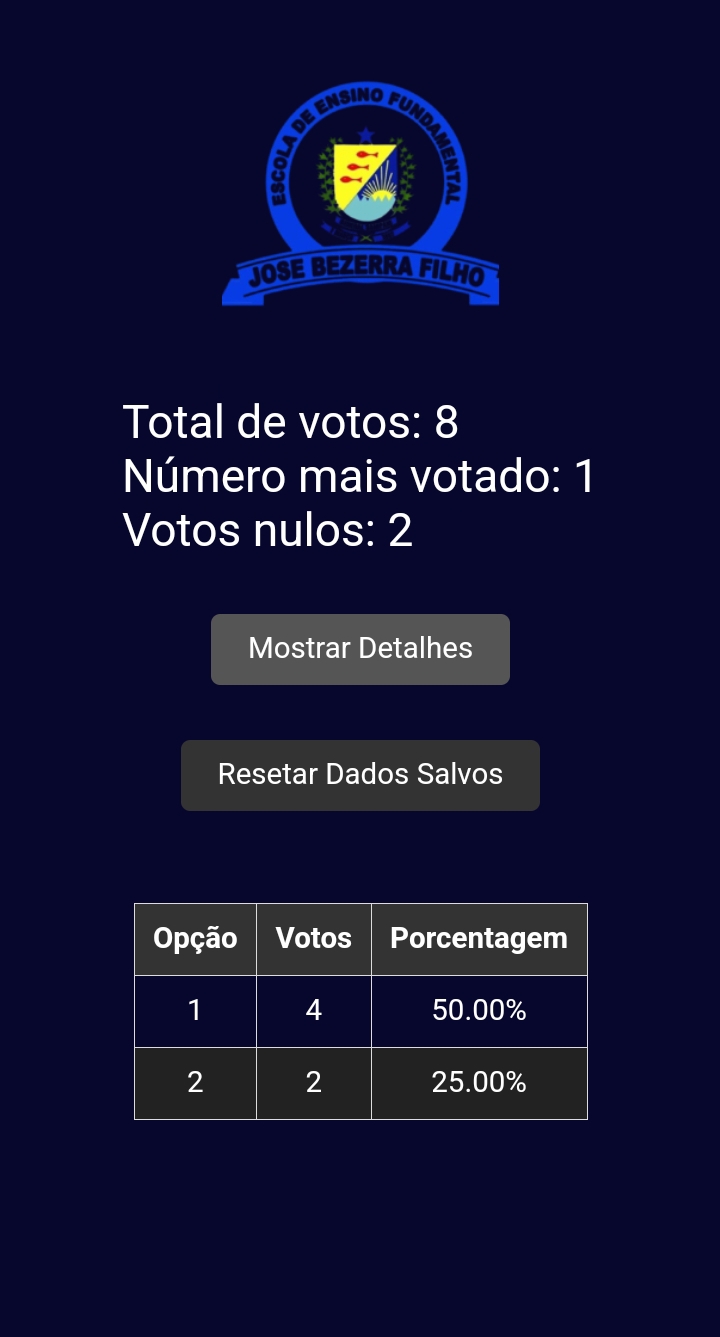 ESCOLA DE ENSINO FUNDAMENTAL
JOSE BEZERRA FILHO
Total de votos: 8
Número mais votado: 1
Votos nulos: 2
Mostrar Detalhes
Resetar Dados Salvos
Opção Votos Porcentagem
1 4 50.00%
2 2 25.00%